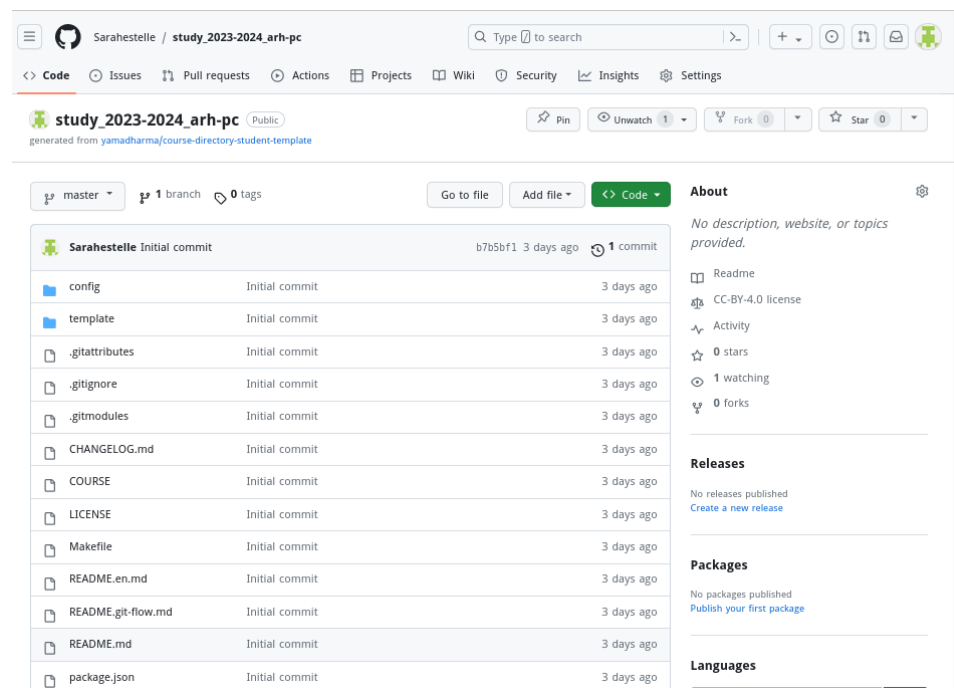 Sarahestelle / study_2023-2024_arh-pc
Type / to search
Code Issues Pull requests Actions Projects Wiki Security Insights Settings
study_2023-2024_arh-pc Public
Pin Unwatch 1 Fork 0 Star 0
generated from yamadharma/course-directory-student-template
master 1 branch 0 tags Go to file Add file Code
Sarahestelle Initial commit b7b5bf1 3 days ago 1 commit
config Initial commit 3 days ago
template Initial commit 3 days ago
.gitattributes Initial commit 3 days ago
.gitignore Initial commit 3 days ago
.gitmodules Initial commit 3 days ago
CHANGELOG.md Initial commit 3 days ago
COURSE Initial commit 3 days ago
LICENSE Initial commit 3 days ago
Makefile Initial commit 3 days ago
README.en.md Initial commit 3 days ago
README.git-flow.md Initial commit 3 days ago
README.md Initial commit 3 days ago
package.json Initial commit 3 days ago
About
No description, website, or topics
provided.
Readme
CC-BY-4.0 license
Activity
0 stars
1 watching
0 forks
Releases
No releases published
Create a new release
Packages
No packages published
Publish your first package
Languages